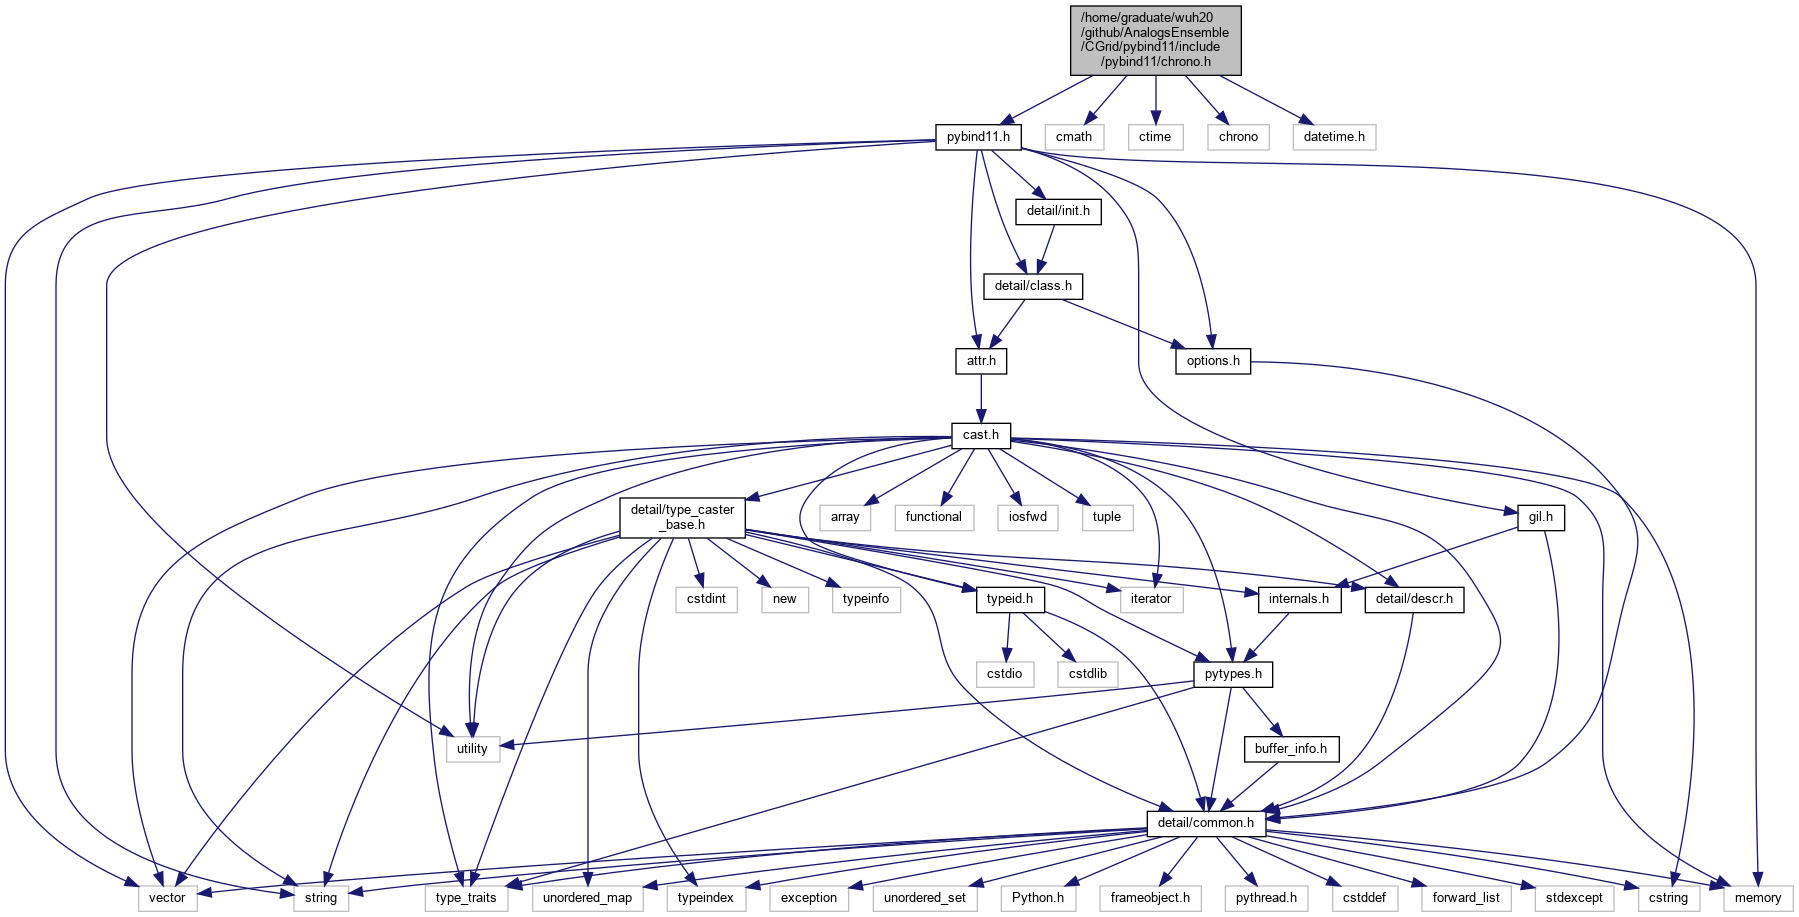 /home/graduate/wuh20
/github/AnalogsEnsemble
/CGrid/pybind11/include
/pybind11/chrono.h
pybind11.h
cmath
ctime
chrono
datetime.h
detail/init.h
detail/class.h
attr.h
options.h
cast.h
detail/type_caster
_base.h
array
functional
iosfwd
tuple
gil.h
cstdint
new
typeinfo
typeid.h
iterator
internals.h
detail/descr.h
cstdio
cstdlib
pytypes.h
utility
buffer_info.h
detail/common.h
vector
string
type_traits
unordered_map
typeindex
exception
unordered_set
Python.h
frameobject.h
pythread.h
cstddef
forward_list
stdexcept
cstring
memory